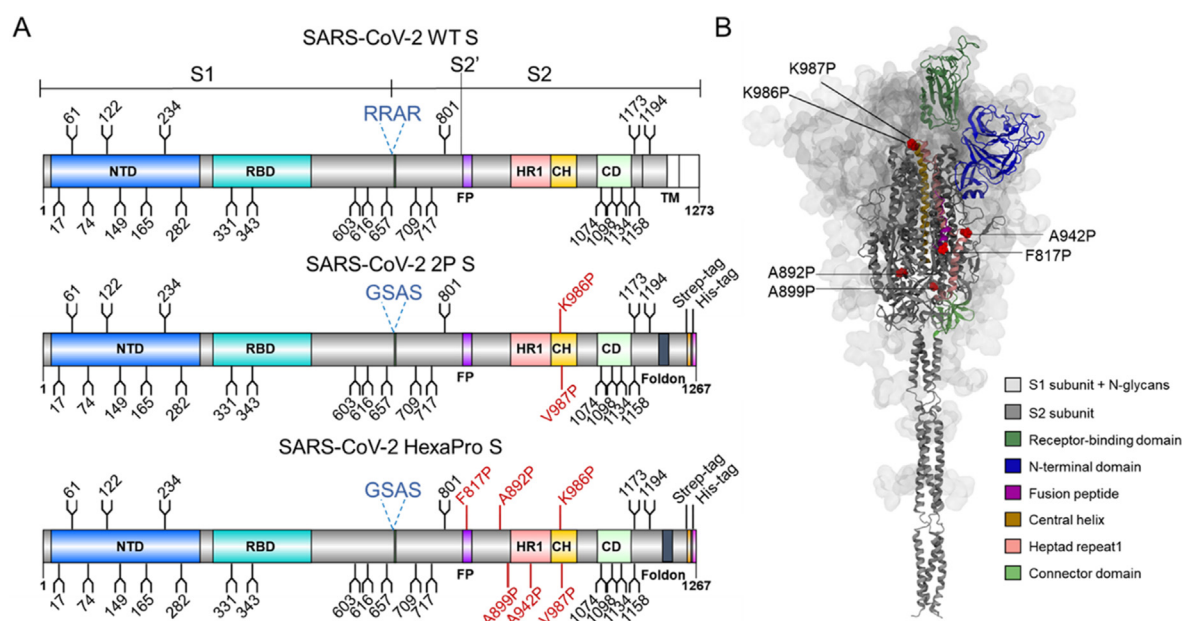 A
SARS-CoV-2 WT S
S1
S2'
S2
61
122
234
RRAR
801
1173
1194
NTD
RBD
HR1
CH
CD
1
FP
TM
1273
17
74
149
165
282
331
343
603
616
657
709
717
1074
1098
1134
1158
SARS-CoV-2 2P S
61
122
234
GSAS
801
K986P
1173
1194
Strep-tag
His-tag
NTD
RBD
HR1
CH
CD
1
FP
Foldon
1267
17
74
149
165
282
331
343
603
616
657
709
717
V987P
1074
1098
1134
1158
SARS-CoV-2 HexaPro S
61
122
234
GSAS
801
F817P
A892P
K986P
1173
1194
Strep-tag
His-tag
NTD
RBD
HR1
CH
CD
1
FP
Foldon
1267
17
74
149
165
282
331
343
603
616
657
709
717
A899P
A942P
V987P
1074
1098
1134
1158
B
K987P
K986P
A942P
F817P
A892P
A899P
S1 subunit + N-glycans
S2 subunit
Receptor-binding domain
N-terminal domain
Fusion peptide
Central helix
Heptad repeat1
Connector domain